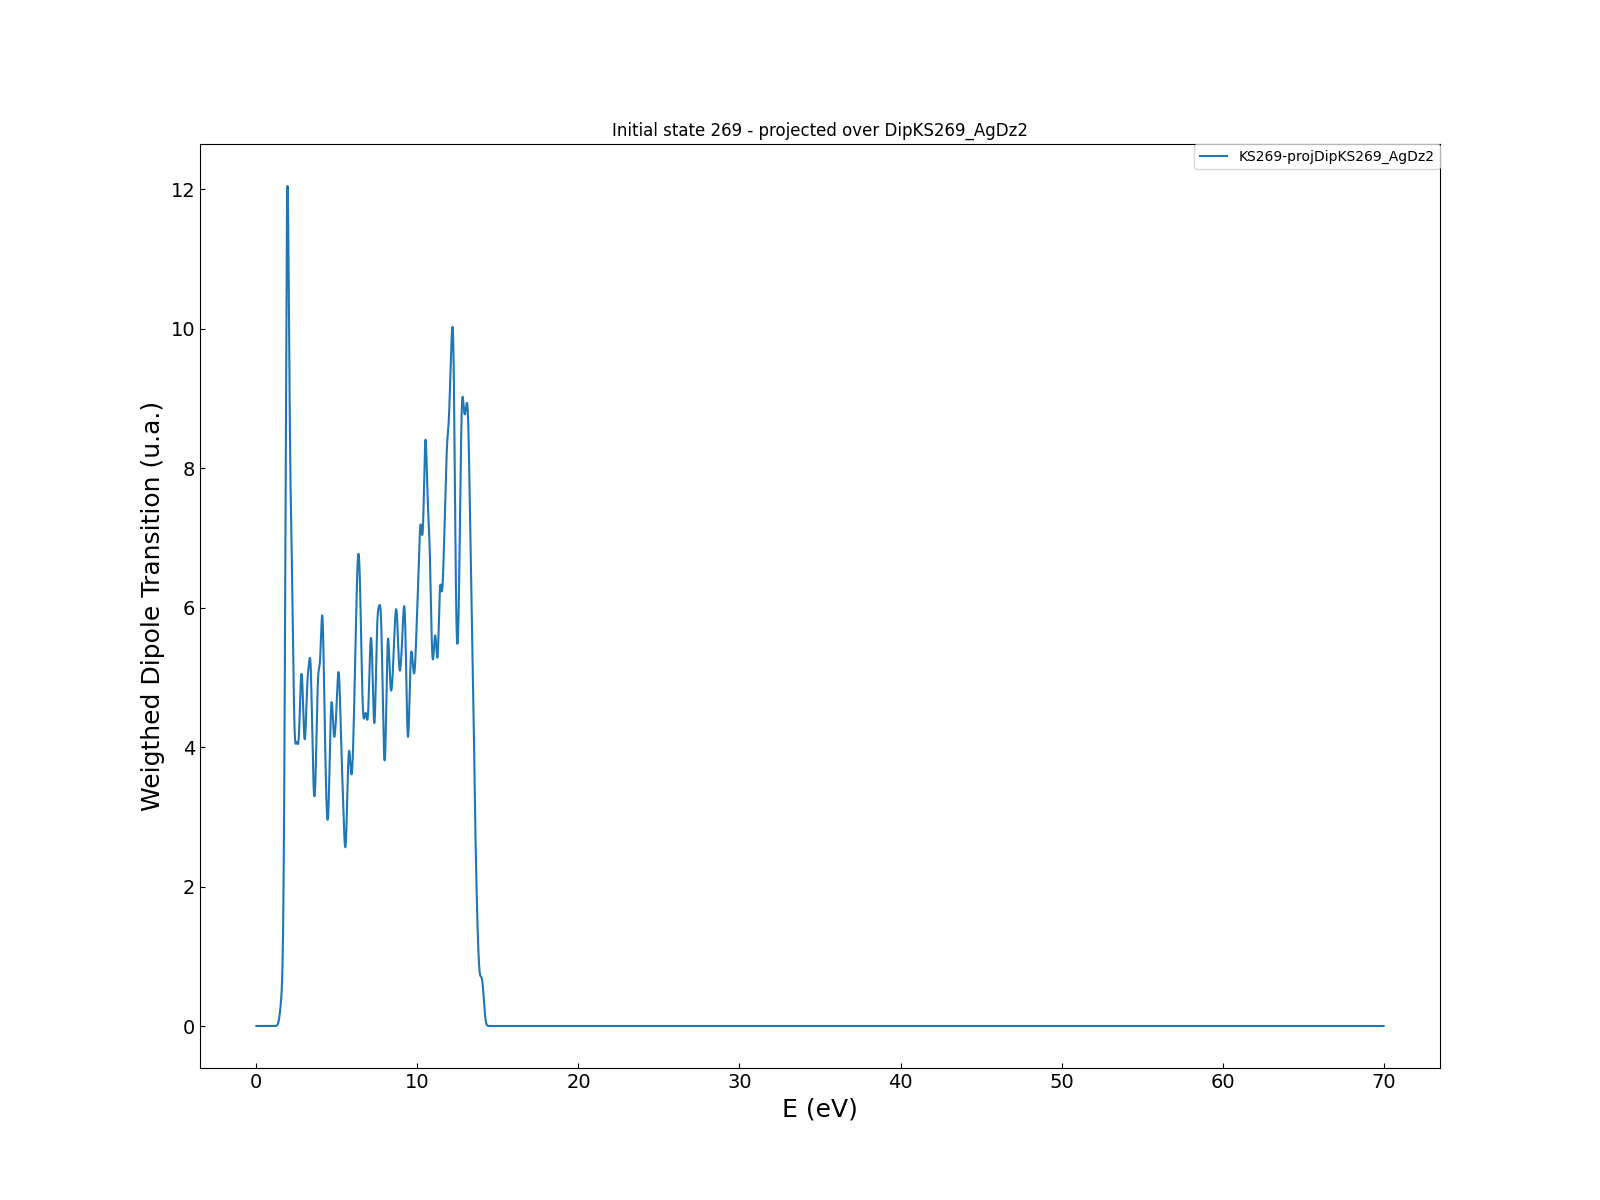 Initial state 269 - projected over DipKS269_AgDz2
KS269-projDipKS269_AgDz2
Weigthed Dipole Transition (u.a.)
12
10
8
6
4
2
0
0 10 20 30 40 50 60 70
E (eV)